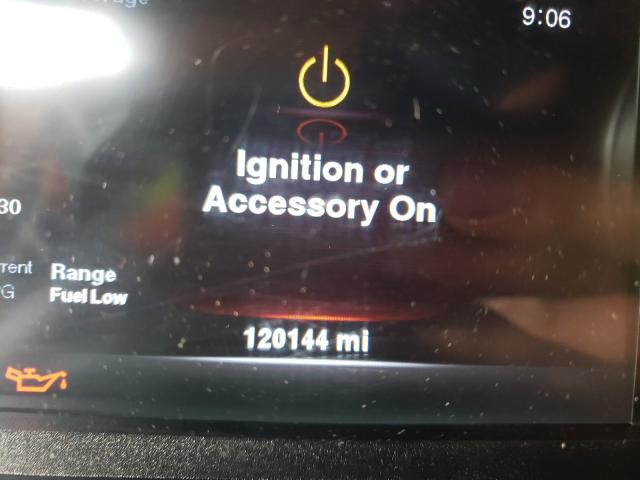 9:06
Ignition or
Accessory On
30
Range
Fuel Low
120144 mi